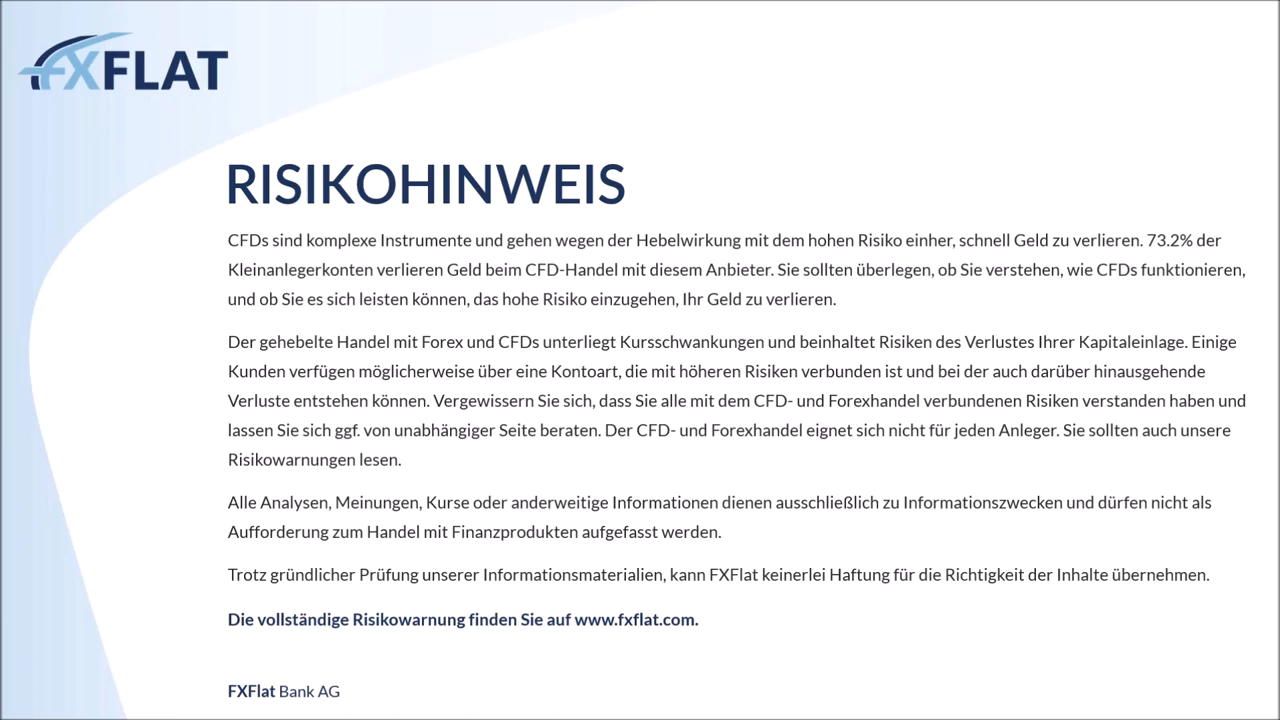 FXFLAT
RISIKOHINWEIS
CFDs sind komplexe Instrumente und gehen wegen der Hebelwirkung mit dem hohen Risiko einher, schnell Geld zu verlieren. 73.2% der
Kleinanlegerkonten verlieren Geld beim CFD-Handel mit diesem Anbieter. Sie sollten überlegen, ob Sie verstehen, wie CFDs funktionieren,
und ob Sie es sich leisten können, das hohe Risiko einzugehen, Ihr Geld zu verlieren.
Der gehebelte Handel mit Forex und CFDs unterliegt Kursschwankungen und beinhaltet Risiken des Verlustes Ihrer Kapitaleinlage. Einige
Kunden verfügen möglicherweise über eine Kontoart, die mit höheren Risiken verbunden ist und bei der auch darüber hinausgehende
Verluste entstehen können. Vergewissern Sie sich, dass Sie alle mit dem CFD- und Forexhandel verbundenen Risiken verstanden haben und
lassen Sie sich ggf. von unabhängiger Seite beraten. Der CFD- und Forexhandel eignet sich nicht für jeden Anleger. Sie sollten auch unsere
Risikowarnungen lesen.
Alle Analysen, Meinungen, Kurse oder anderweitige Informationen dienen ausschließlich zu Informationszwecken und dürfen nicht als
Aufforderung zum Handel mit Finanzprodukten aufgefasst werden.
Trotz gründlicher Prüfung unserer Informationsmaterialien, kann FXFlat keinerlei Haftung für die Richtigkeit der Inhalte übernehmen.
Die vollständige Risikowarnung finden Sie auf www.fxflat.com.
FXFlat Bank AG